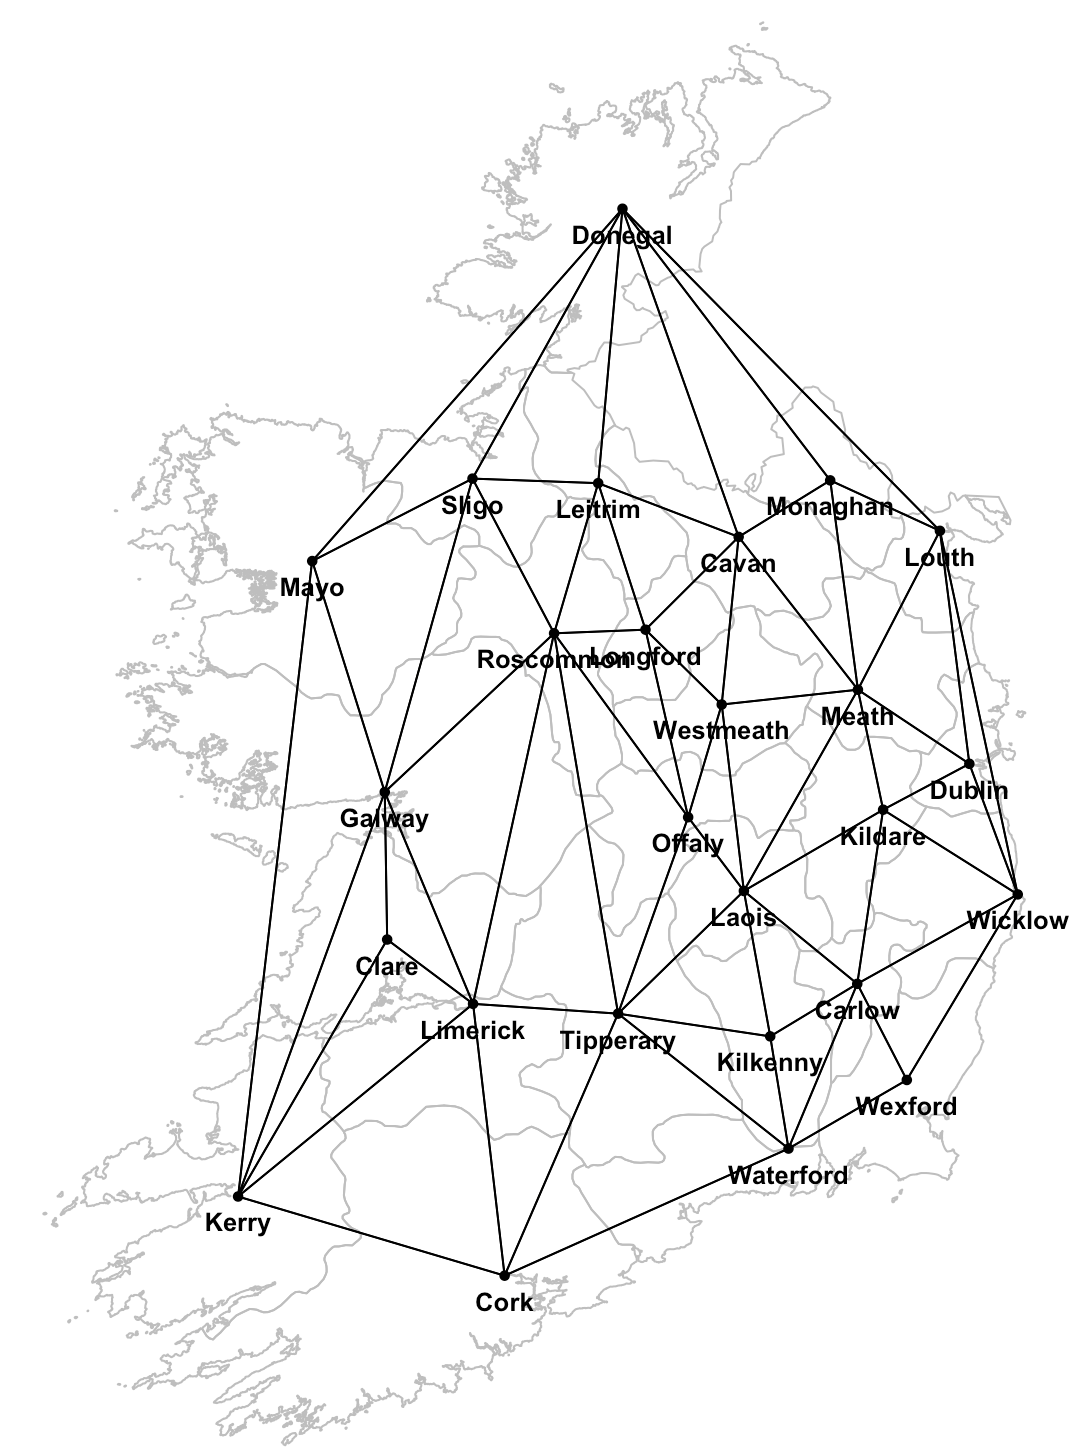 Donegal
Sligo
Leitrim
Monaghan
Cavan
Louth
Mayo
Roscommon
Longford
Westmeath
Meath
Dublin
Galway
Offaly
Kildare
Laois
Wicklow
Clare
Carlow
Limerick
Tipperary
Kilkenny
Wexford
Waterford
Kerry
Cork